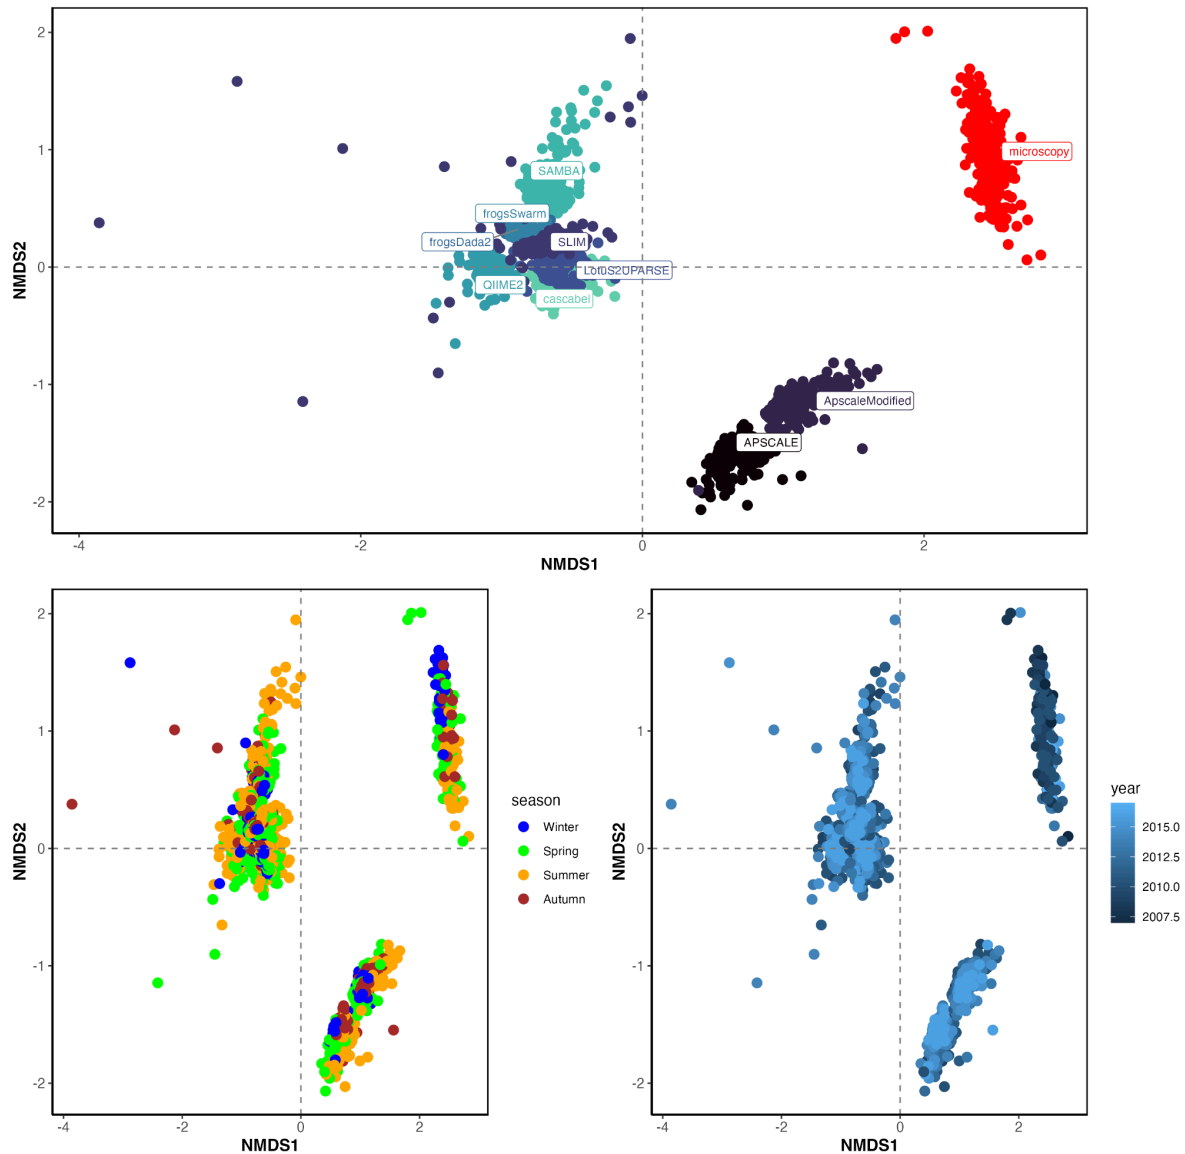 2
1
0
-1
-2
NMDS2
microscopy
SAMBA
frogsSwarm
frogsDada2
SLIM
LotuS2UPARSE
QIIME2
cascabel
ApscaleModified
APSCALE
-4
-2
0
2
NMDS1
2
1
0
-1
-2
NMDS2
-4
-2
0
2
NMDS1
season
Winter
Spring
Summer
Autumn
2
1
0
-1
-2
NMDS2
-4
-2
0
2
NMDS1
year
2015.0
2012.5
2010.0
2007.5